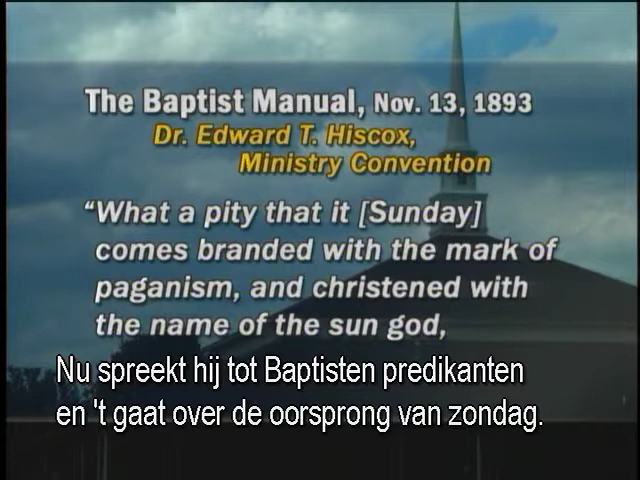 The Baptist Manual, Nov. 13, 1893
Dr. Edward T. Hiscox,
Ministry Convention
“What a pity that it [Sunday]
comes branded with the mark of
paganism, and christened with
the name of the sun god,
Nu spreekt hij tot Baptisten predikanten
en 't gaat over de oorsprong van zondag.